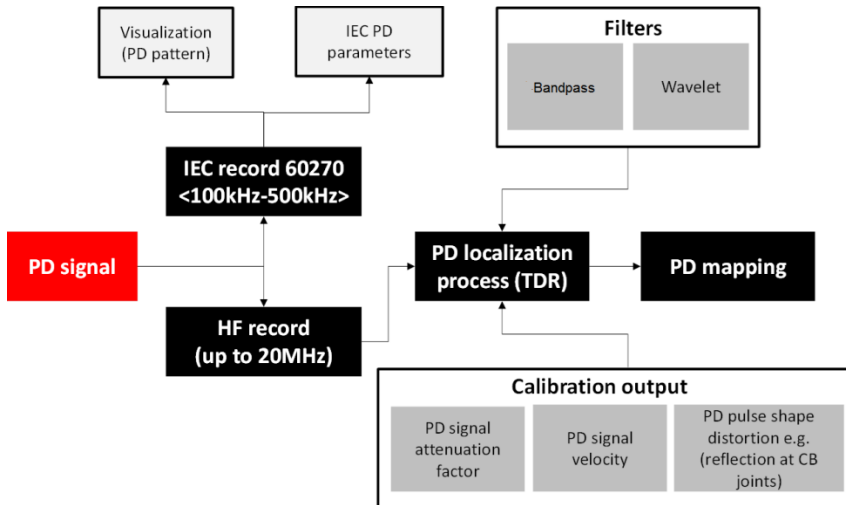 Visualization
(PD pattern)
IEC PD
parameters
Filters
Bandpass
Wavelet
IEC record 60270
<100kHz-500kHz>
PD signal
PD localization
process (TDR)
PD mapping
HF record
(up to 20MHz)
Calibration output
PD signal
attenuation
factor
PD signal
velocity
PD pulse shape
distortion e.g.
(reflection at CB
joints)